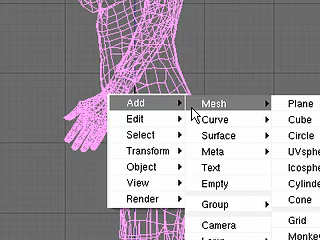 Add
Edit
Select
Transform
Object
View
Render
Mesh
Curve
Surface
Meta
Text
Empty
Group
Camera
Plane
Cube
Circle
UVsphe
Icosphe
Cylinde
Cone
Grid
Monke